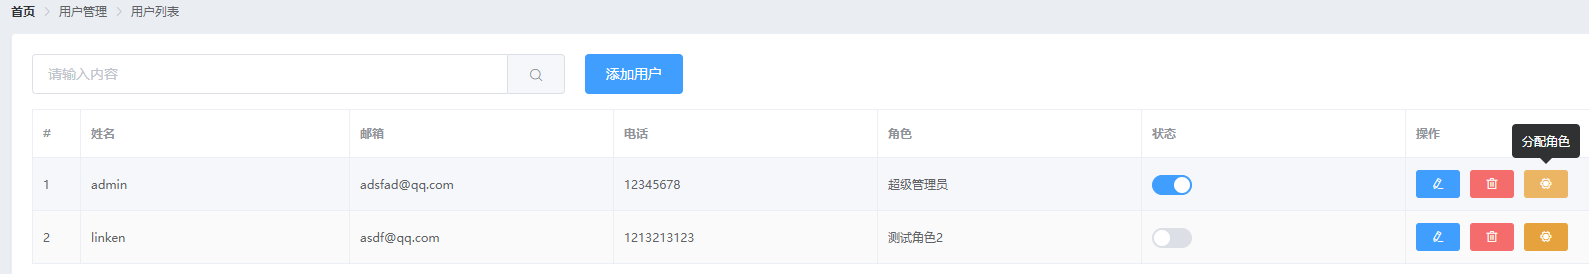 首页 > 用户管理 > 用户列表
请输入内容 添加用户
# 姓名 邮箱 电话 角色 状态 操作
分配角色
1 admin adsfad@qq.com 12345678 超级管理员
2 linken asdf@qq.com 1213213123 测试角色2